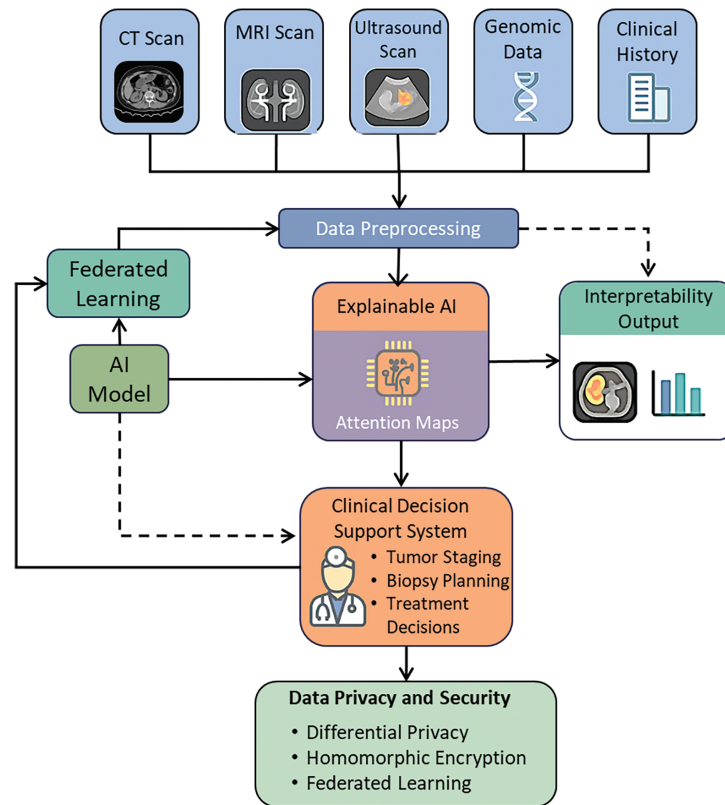 CT Scan
MRI Scan
Ultrasound
Scan
Genomic
Data
Clinical
History
Data Preprocessing
Federated
Learning
Explainable AI
Interpretability
Output
AI
Model
Attention Maps
Clinical Decision
Support System
• Tumor Staging
• Biopsy Planning
• Treatment
Decisions
Data Privacy and Security
• Differential Privacy
• Homomorphic Encryption
• Federated Learning